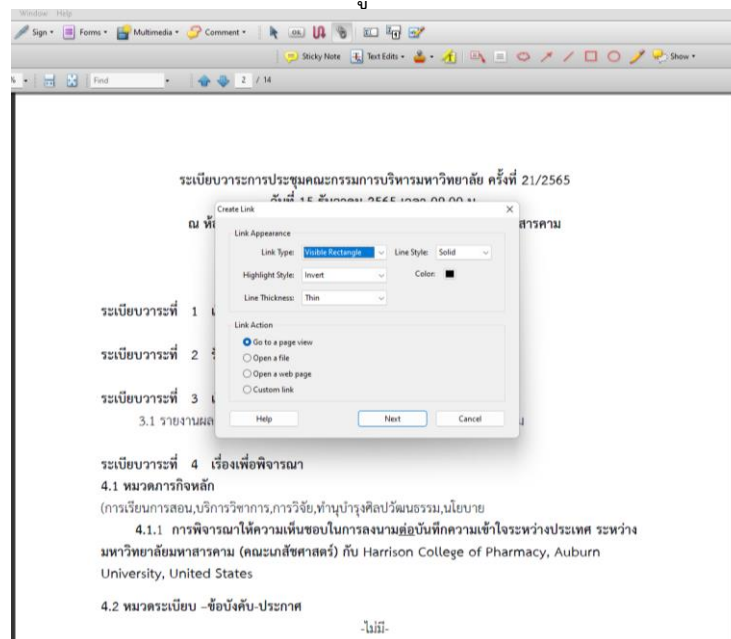 Window Help
Sign Forms Multimedia Comment
Sticky Note Text Edits Show
Find 2 / 14
ระเบียบวาระการประชุมคณะกรรมการบริหารมหาวิทยาลัย ครั้งที่ 21/2565
วันที่ 15 ธันวาคม 2565 เวลา 09.00 น.
ณ สารคาม
Create Link
Link Appearance
Link Type: Visible Rectangle Line Style: Solid
Highlight Style: Invert Color:
Line Thickness: Thin
Link Action
Go to a page view
Open a file
Open a web page
Custom link
Help Next Cancel
ระเบียบวาระที่ 1
ระเบียบวาระที่ 2
ระเบียบวาระที่ 3
3.1 รายงานผล
ระเบียบวาระที่ 4 เรื่องเพื่อพิจารณา
4.1 หมวดภารกิจหลัก
(การเรียนการสอน,บริการวิชาการ,การวิจัย,ทำนุบำรุงศิลปวัฒนธรรม,นโยบาย
4.1.1 การพิจารณาให้ความเห็นชอบในการลงนามต่อบันทึกความเข้าใจระหว่างประเทศ ระหว่าง
มหาวิทยาลัยมหาสารคาม (คณะเภสัชศาสตร์) กับ Harrison College of Pharmacy, Auburn
University, United States
4.2 หมวดระเบียบ –ข้อบังคับ-ประกาศ
-ไม่มี-